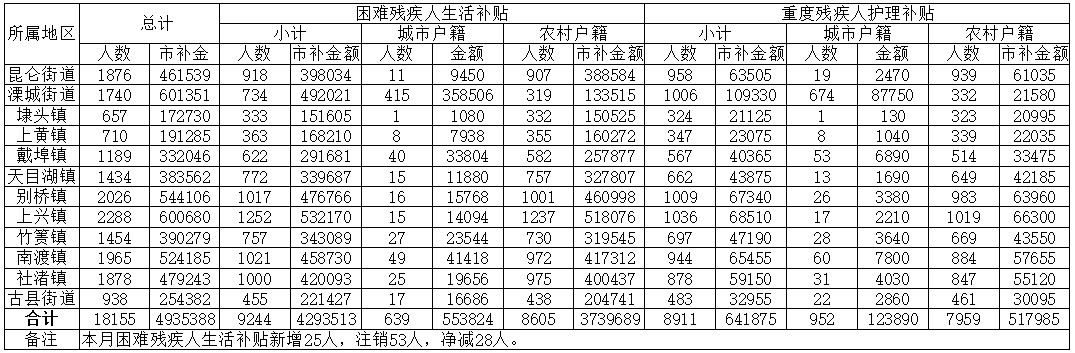 所属地区 总计 困难残疾人生活补贴 重度残疾人护理补贴
小计 城市户籍 农村户籍 小计 城市户籍 农村户籍
人数 市补金 人数 市补金额 人数 金额 人数 市补金额 人数 市补金额 人数 市补金额 人数 市补金额
昆仑街道 1876 461539 918 398034 11 9450 907 388584 958 63505 19 2470 939 61035
溧城街道 1740 601351 734 492021 415 358506 319 133515 1006 109330 674 87750 332 21580
埭头镇 657 172730 333 151605 1 1080 332 150525 324 21125 1 130 323 20995
上黄镇 710 191285 363 168210 8 7938 355 160272 347 23075 8 1040 339 22035
戴埠镇 1189 332046 622 291681 40 33804 582 257877 567 40365 53 6890 514 33475
天目湖镇 1434 383562 772 339687 15 11880 757 327807 662 43875 13 1690 649 42185
别桥镇 2026 544106 1017 476766 16 15768 1001 460998 1009 67340 26 3380 983 63960
上兴镇 2288 600680 1252 532170 15 14094 1237 518076 1036 68510 17 2210 1019 66300
竹箦镇 1454 390279 757 343089 27 23544 730 319545 697 47190 28 3640 669 43550
南渡镇 1965 524185 1021 458730 49 41418 972 417312 944 65455 60 7800 884 57655
社渚镇 1878 479243 1000 420093 25 19656 975 400437 878 59150 31 4030 847 55120
古县街道 938 254382 455 221427 17 16686 438 204741 483 32955 22 2860 461 30095
合计 18155 4935388 9244 4293513 639 553824 8605 3739689 8911 641875 952 123890 7959 517985
备注 本月困难残疾人生活补贴新增25人，注销53人，净减28人。